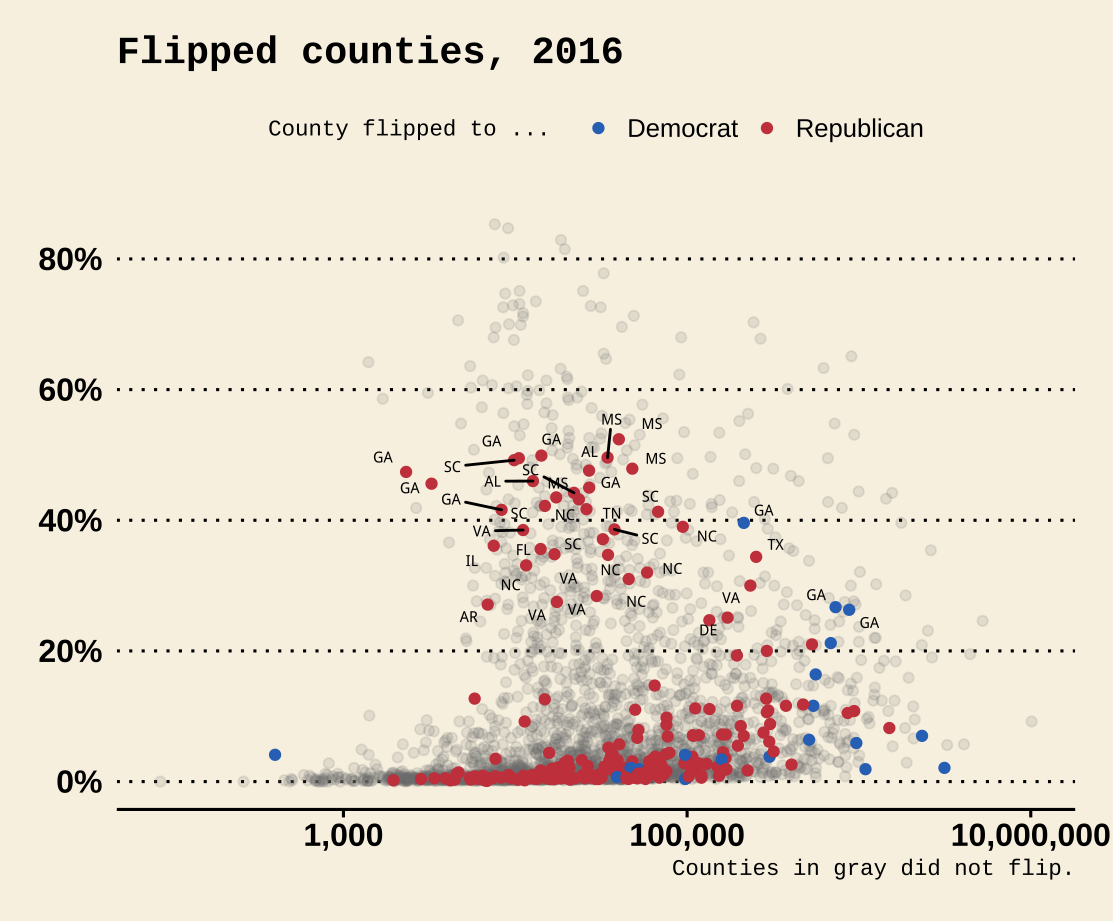 Flipped counties, 2016
County flipped to ... Democrat Republican
80%
60%
MS
MS
GA
GA
AL
MS
GA
SC
SC
AL
MS
GA
GA
GA
SC
SC
NC
TN
GA
40%
VA
SC
NC
FL
SC
TX
IL
NC
NC
VA
NC
VA
GA
AR
VA
VA
NC
GA
DE
20%
0%
1,000 100,000 10,000,000
Counties in gray did not flip.